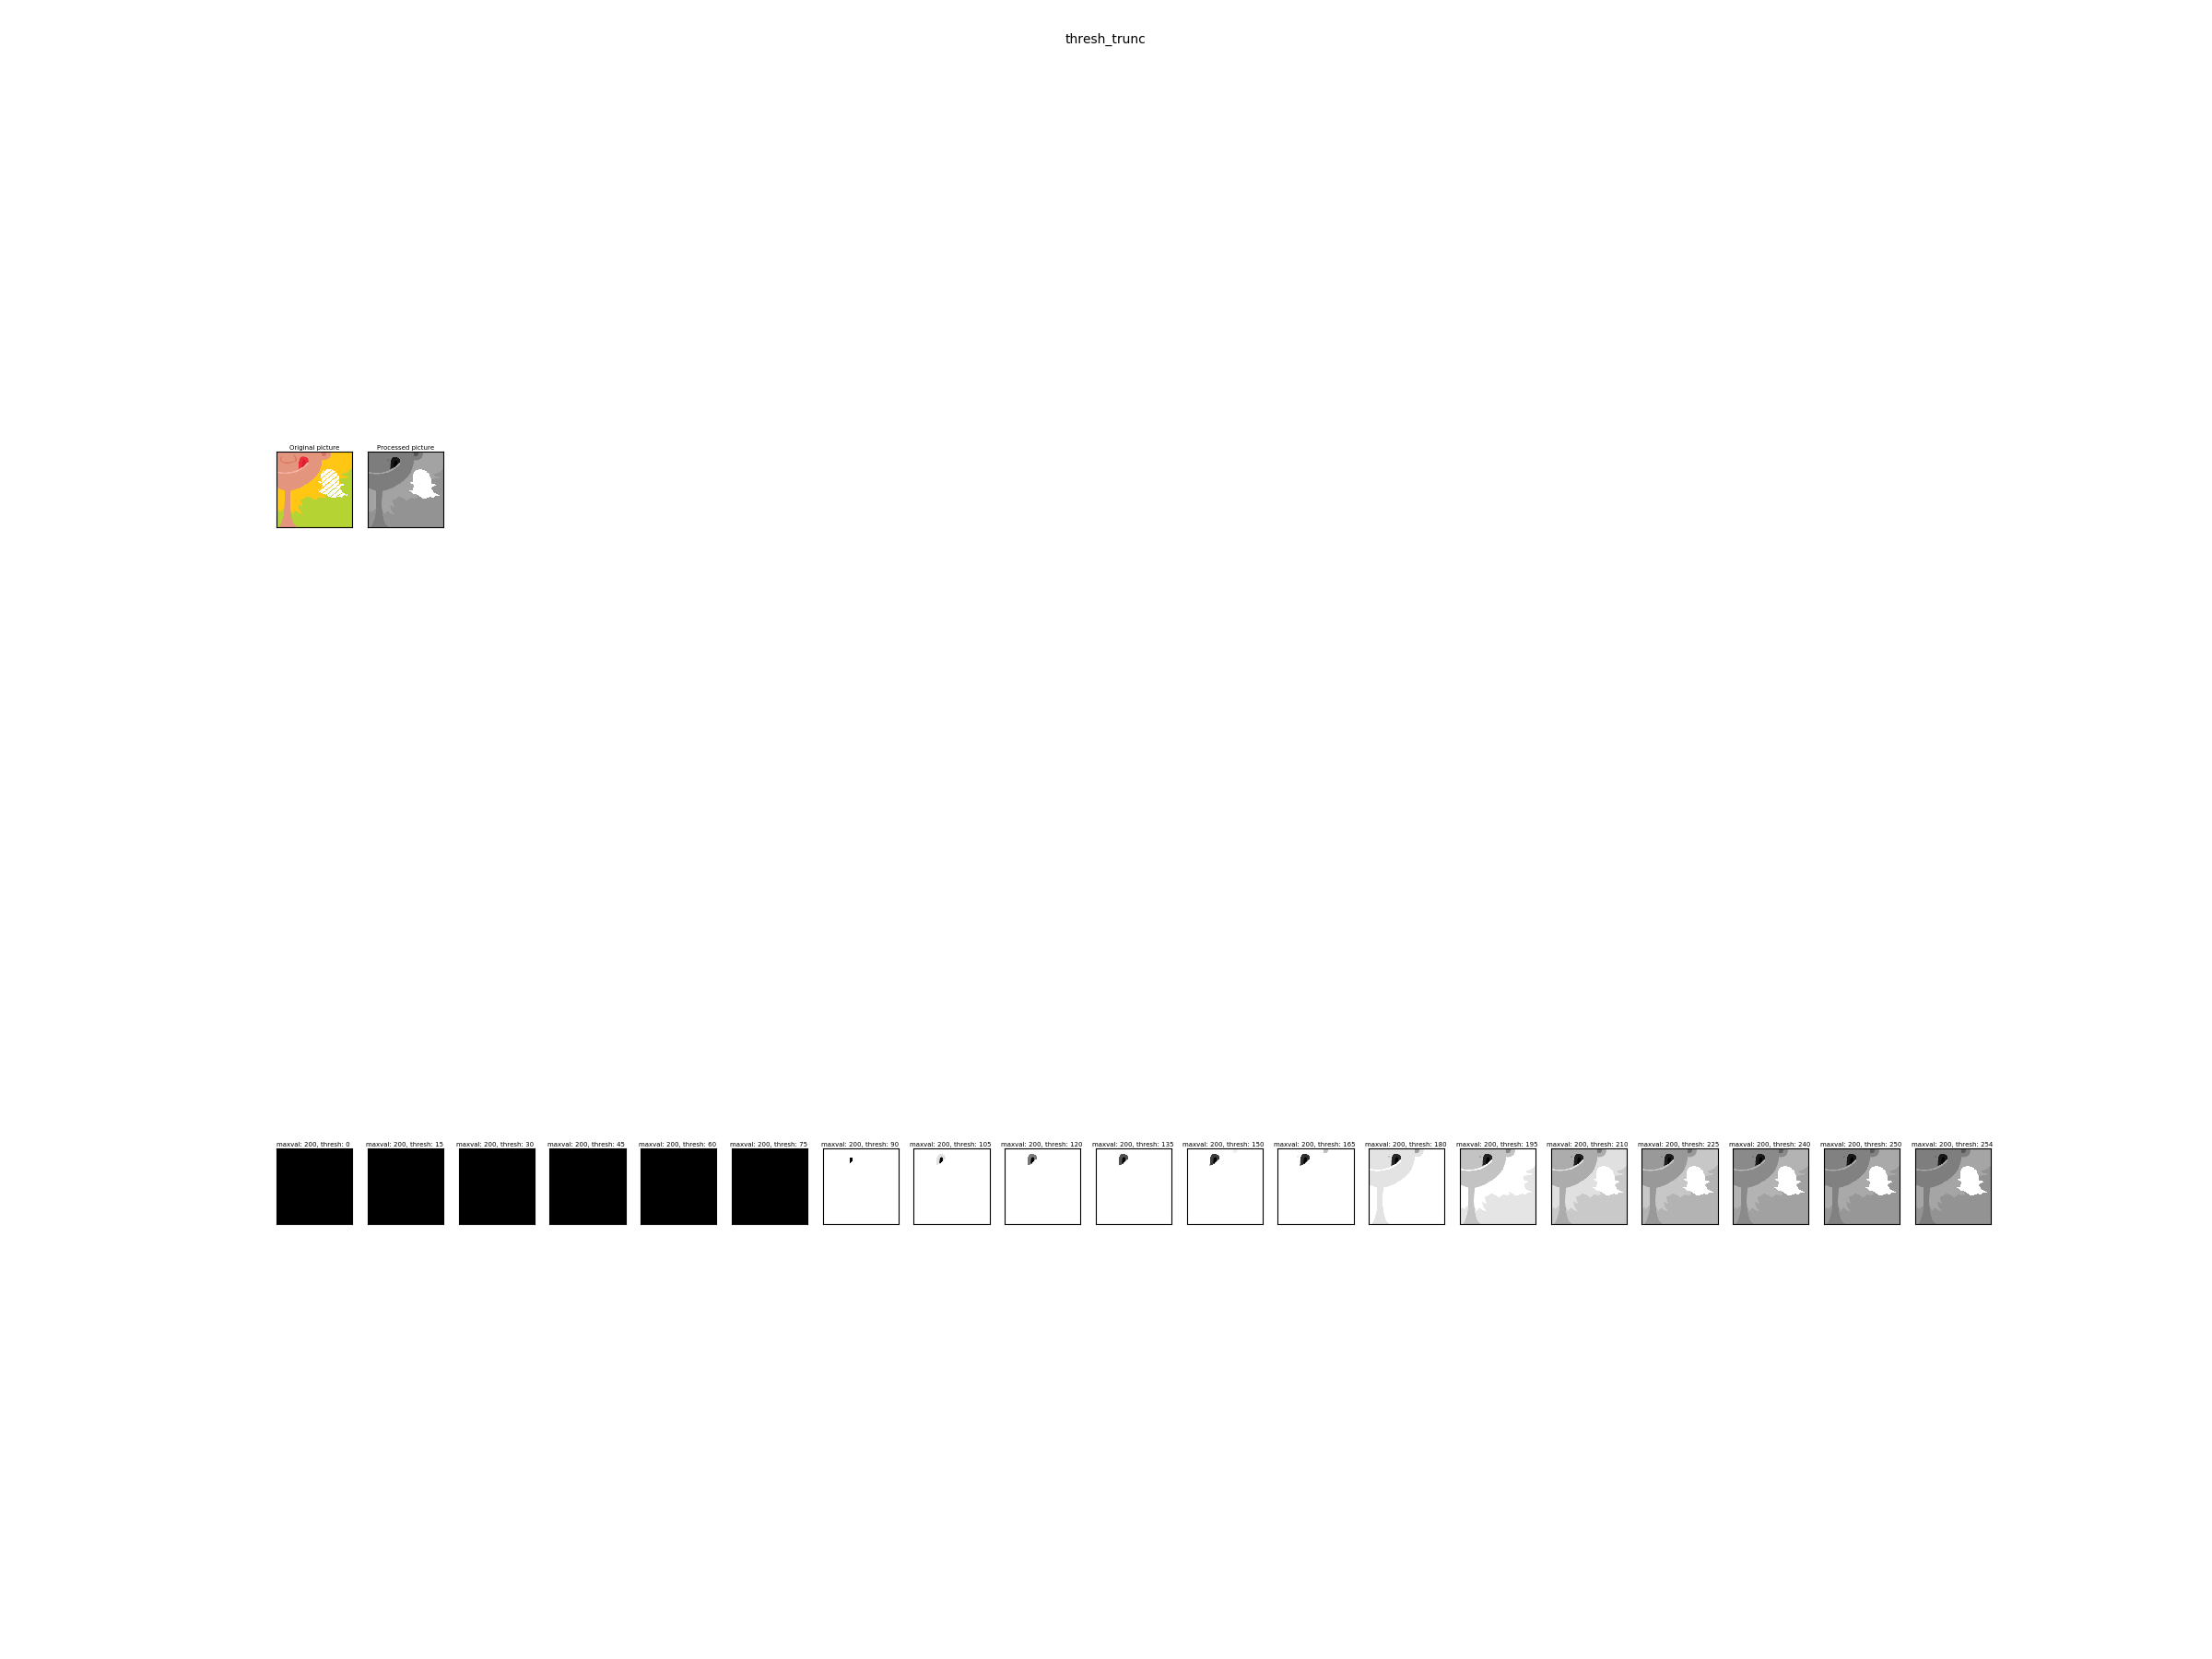 thresh_trunc
Original picture
Processed picture
maxval: 200, thresh: 0
maxval: 200, thresh: 15
maxval: 200, thresh: 30
maxval: 200, thresh: 45
maxval: 200, thresh: 60
maxval: 200, thresh: 75
maxval: 200, thresh: 90
maxval: 200, thresh: 105
maxval: 200, thresh: 120
maxval: 200, thresh: 135
maxval: 200, thresh: 150
maxval: 200, thresh: 165
maxval: 200, thresh: 180
maxval: 200, thresh: 195
maxval: 200, thresh: 210
maxval: 200, thresh: 225
maxval: 200, thresh: 240
maxval: 200, thresh: 250
maxval: 200, thresh: 254